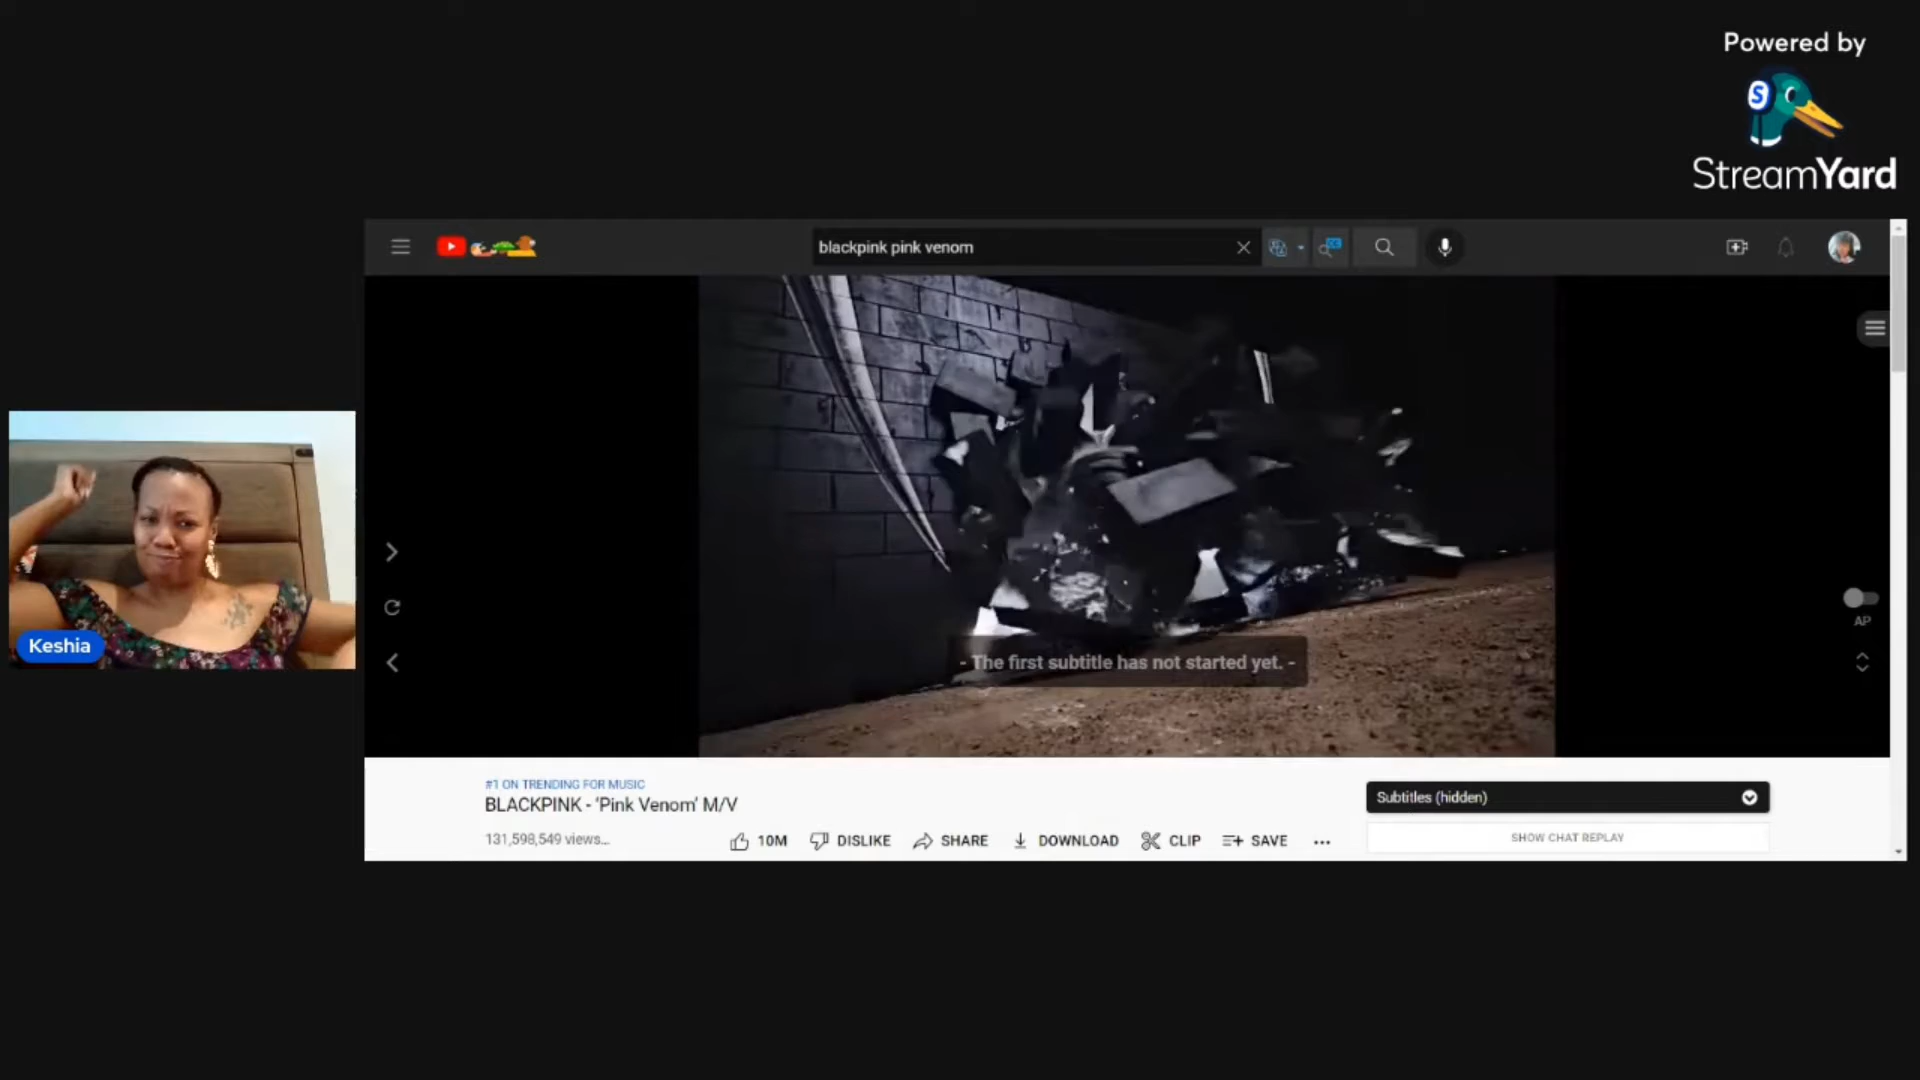 Powered by
StreamYard
blackpink pink venom
- The first subtitle has not started yet. -
AP
Keshia
#1 ON TRENDING FOR MUSIC
BLACKPINK - 'Pink Venom' M/V
131,598,549 views...
10M
DISLIKE
SHARE
DOWNLOAD
CLIP
SAVE
Subtitles (hidden)
SHOW CHAT REPLAY